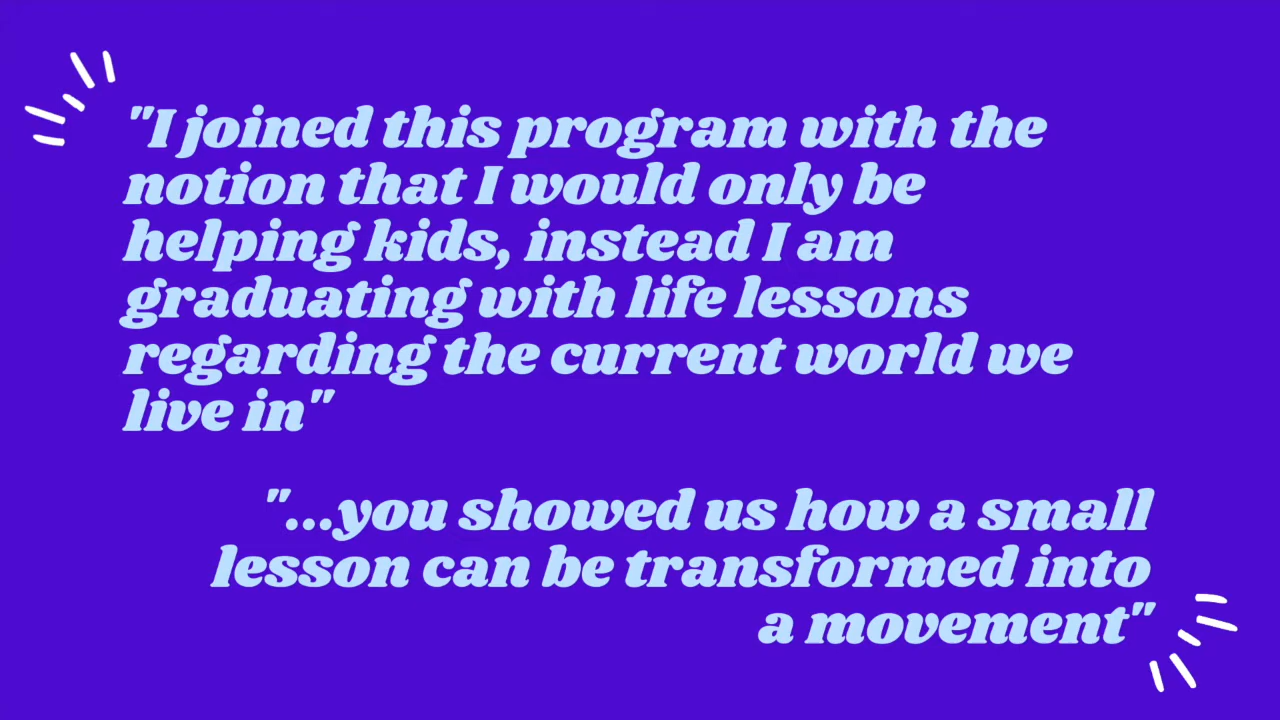 "I joined this program with the
notion that I would only be
helping kids, instead I am
graduating with life lessons
regarding the current world we
live in"
"...you showed us how a small
lesson can be transformed into
a movement"